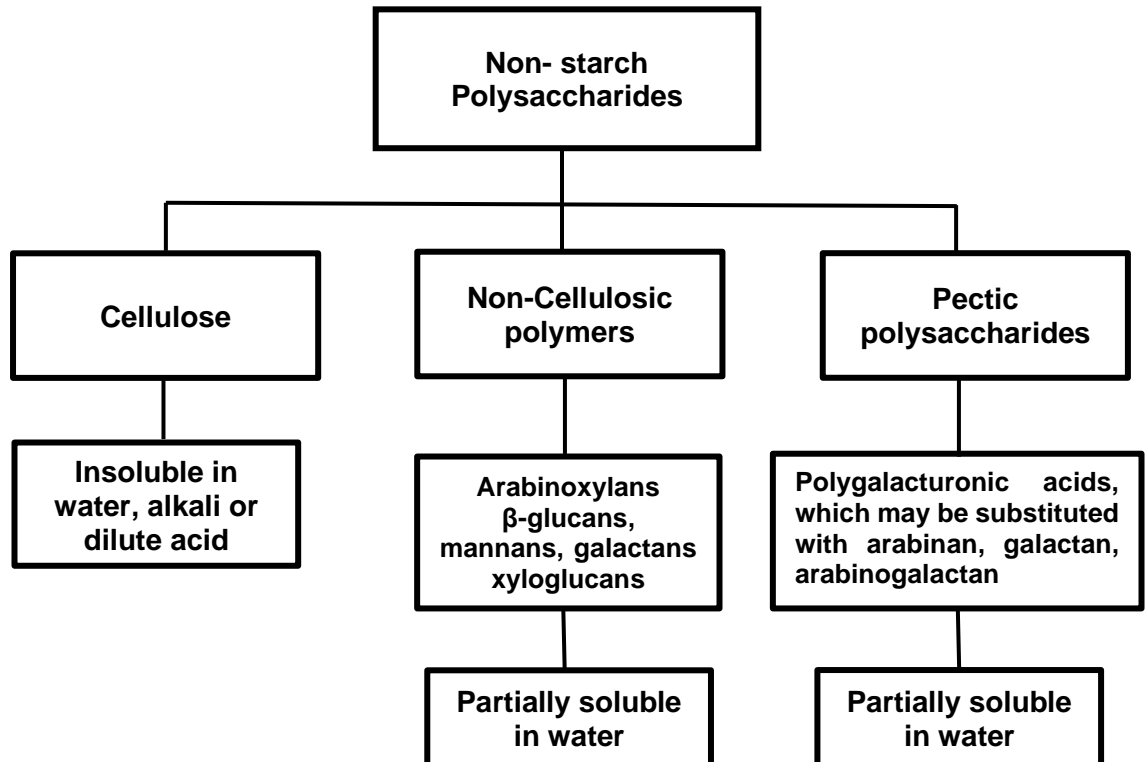 Non- starch
Polysaccharides
Cellulose
Non-Cellulosic
polymers
Pectic
polysaccharides
Insoluble in
water, alkali or
dilute acid
Arabinoxylans
β-glucans,
mannans, galactans
xyloglucans
Polygalacturonic acids,
which may be substituted
with arabinan, galactan,
arabinogalactan
Partially soluble
in water
Partially soluble
in water